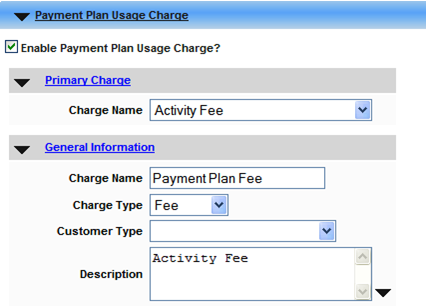 Payment Plan Usage Charge
Enable Payment Plan Usage Charge?
Primary Charge
Charge Name Activity Fee
General Information
Charge Name Payment Plan Fee
Charge Type Fee
Customer Type
Description Activity Fee